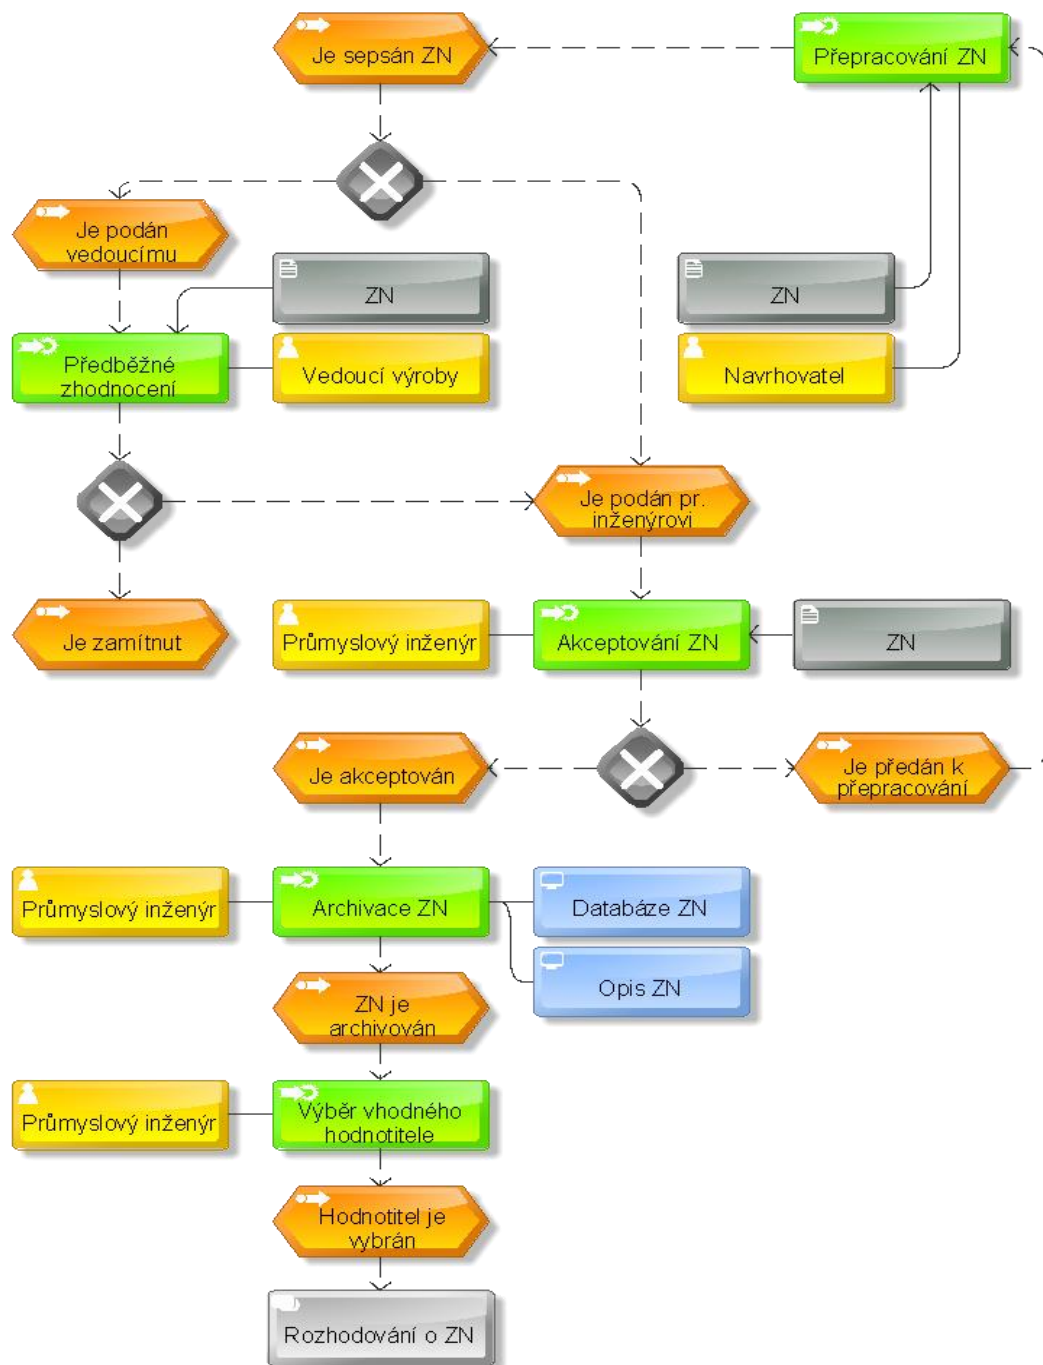 Je sepsán ZN
Přepracování ZN
Je podán
vedoucímu
ZN
ZN
Předběžné
zhodnocení
Vedoucí výroby
Navrhovatel
Je podán pr.
inženýrovi
Je zamítnut
Průmyslový inženýr
Akceptování ZN
ZN
Je akceptován
Je předán k
přepracování
Průmyslový inženýr
Archivace ZN
Databáze ZN
Opis ZN
ZN je
archivován
Průmyslový inženýr
Výběr vhodného
hodnotitele
Hodnotitel je
vybrán
Rozhodování o ZN